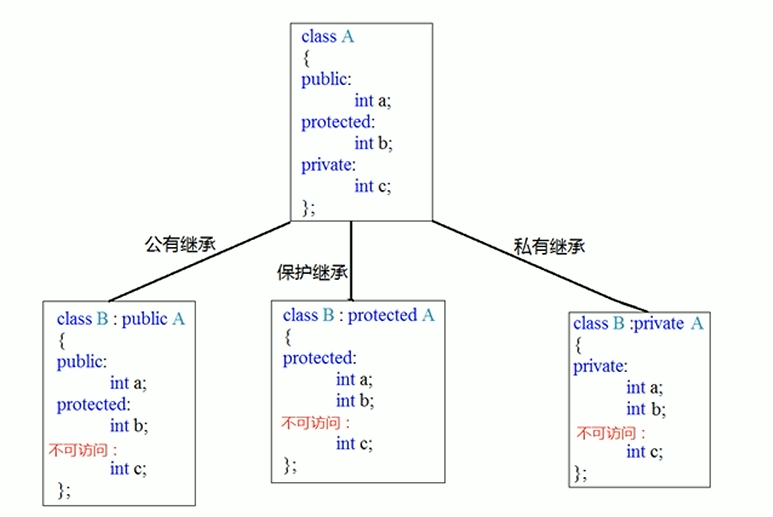 class A
{
public:
int a;
protected:
int b;
private:
int c;
};
公有继承
保护继承
私有继承
class B : public A
{
public:
int a;
protected:
int b;
不可访问：
int c;
};
class B : protected A
{
protected:
int a;
int b;
不可访问：
int c;
};
class B :private A
{
private:
int a;
int b;
不可访问：
int c;
};